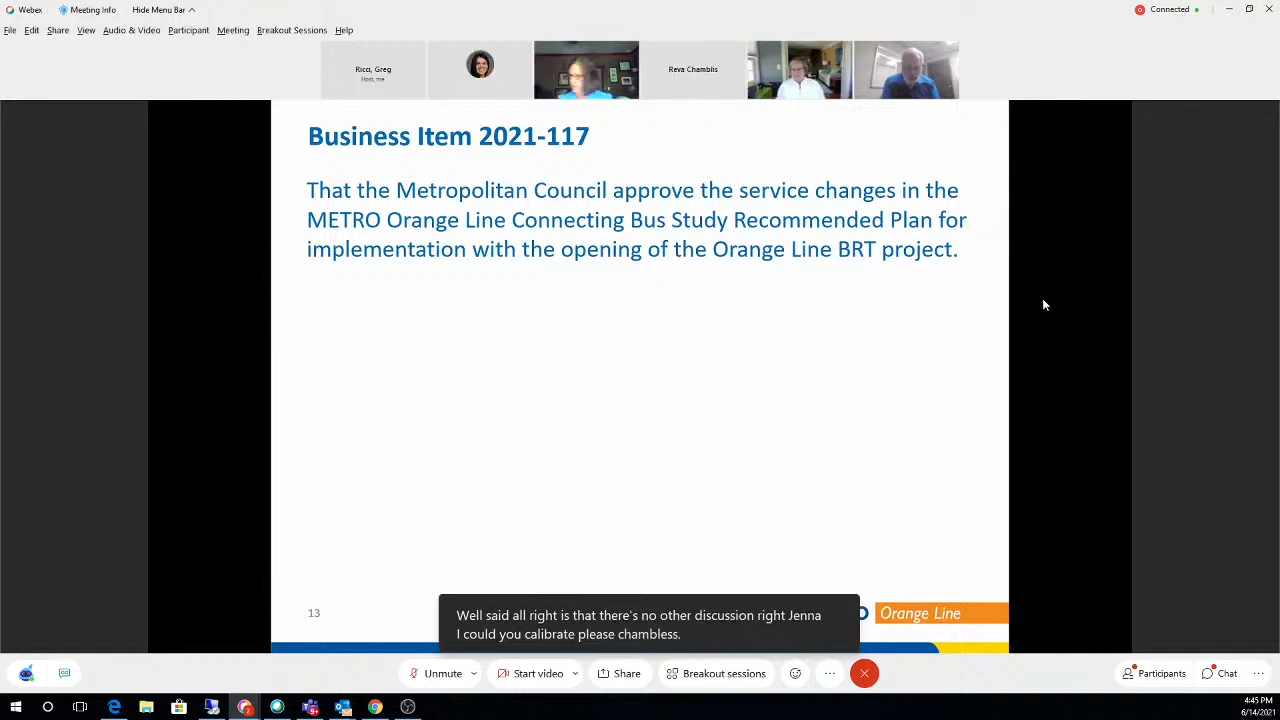 Webex Meeting Info Hide Menu Bar
Connected
File Edit Share View Audio & Video Participant Meeting Breakout Sessions Help
Ricci, Greg
Host, me
Reva Chamblis
Business Item 2021-117
That the Metropolitan Council approve the service changes in the
METRO Orange Line Connecting Bus Study Recommended Plan for
implementation with the opening of the Orange Line BRT project.
13
Orange Line
Well said all right is that there's no other discussion right Jenna
I could you calibrate please chambless.
Unmute Start video Share Breakout sessions Participants Chat
4:45 PM
6/14/2021